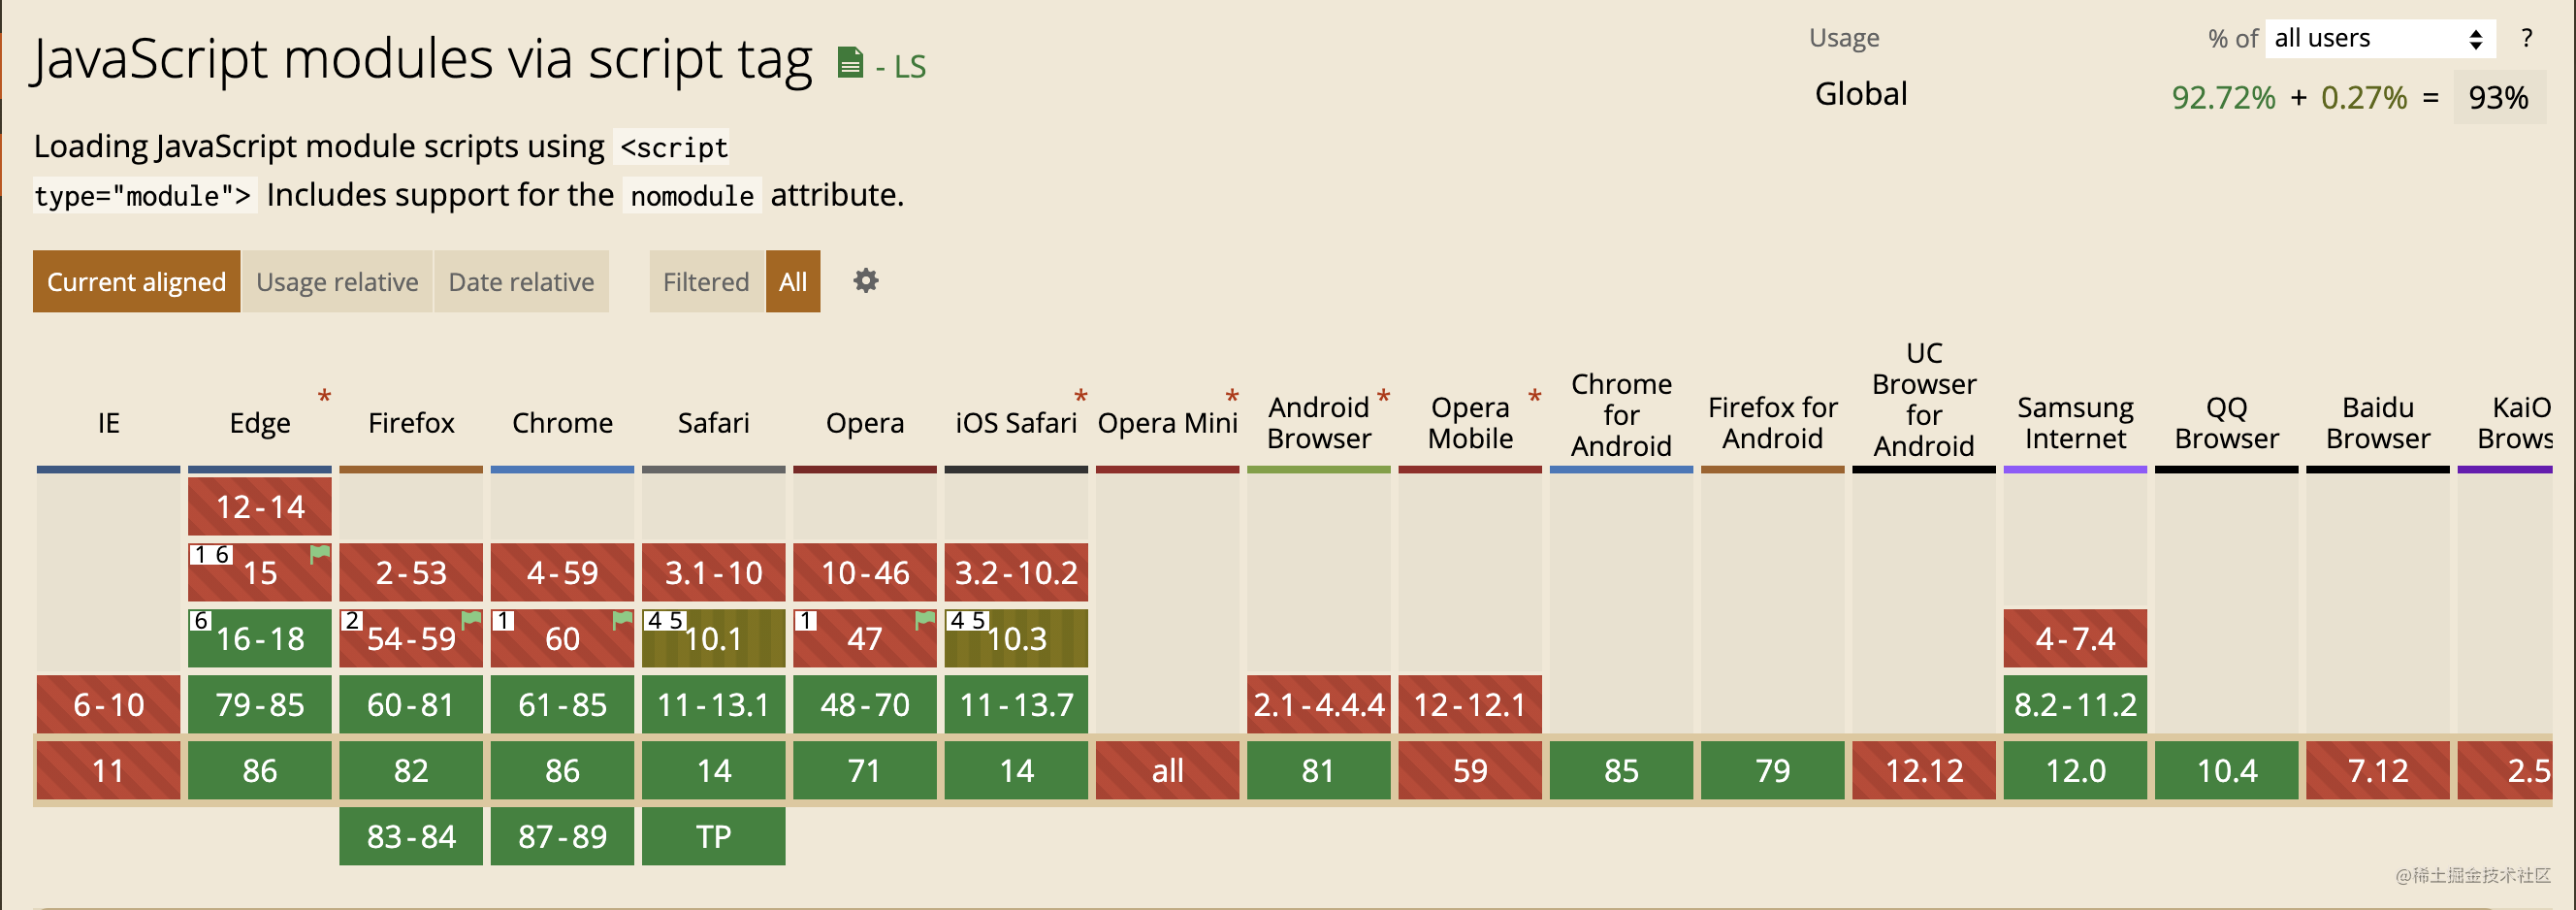 JavaScript modules via script tag - LS
Usage % of all users ?
Global 92.72% + 0.27% = 93%
Loading JavaScript module scripts using <script
type="module"> Includes support for the nomodule attribute.
Current aligned Usage relative Date relative Filtered All
IE
Edge *
Firefox
Chrome
Safari
Opera
iOS Safari *
Opera Mini *
Android *
Browser
Opera *
Mobile
Chrome
for
Android
Firefox for
Android
UC
Browser
for
Android
Samsung
Internet
QQ
Browser
Baidu
Browser
KaiO
Brows
12-14
1 6 15 2-53 4-59 3.1-10 10-46 3.2-10.2
6 16-18 2 54-59 1 60 4 5 10.1 1 47 4 5 10.3 4-7.4
6-10 79-85 60-81 61-85 11-13.1 48-70 11-13.7 2.1-4.4.4 12-12.1 8.2-11.2
11 86 82 86 14 71 14 all 81 59 85 79 12.12 12.0 10.4 7.12 2.5
83-84 87-89 TP
@稀土掘金技术社区